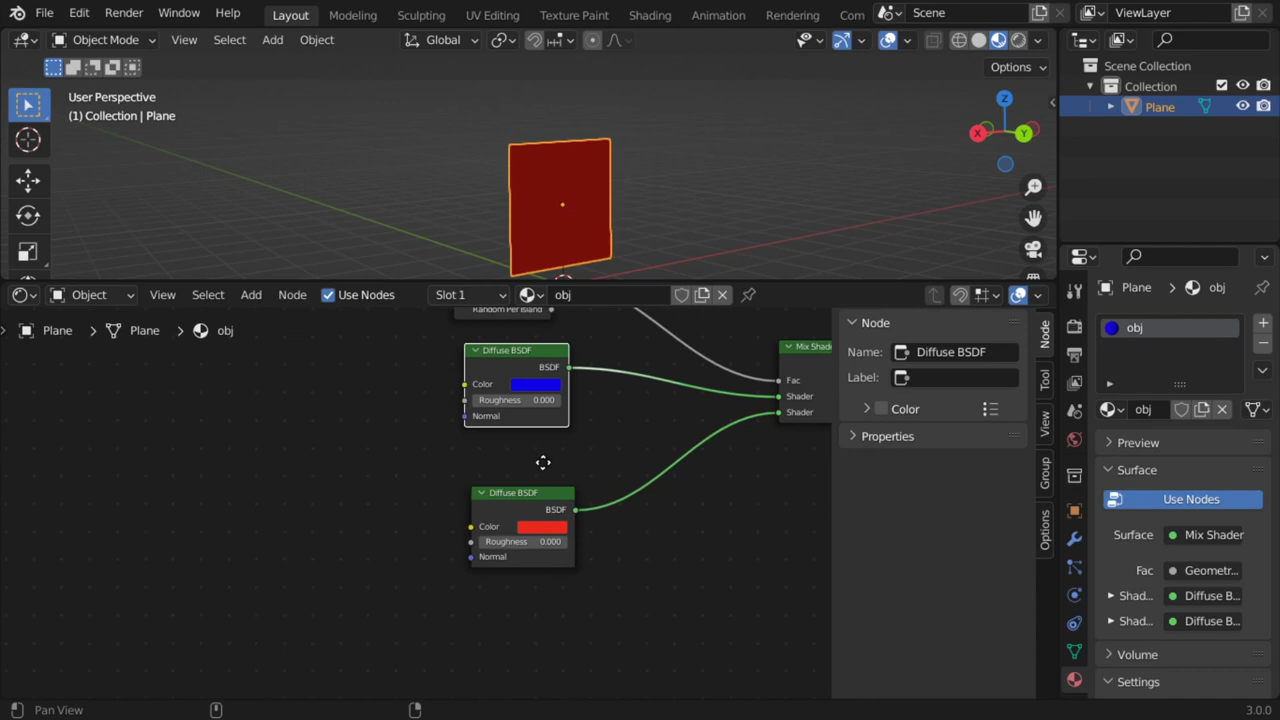 File Edit Render Window Help Layout Modeling Sculpting UV Editing Texture Paint Shading Animation Rendering Com Scene ViewLayer
Object Mode View Select Add Object Global
Options
User Perspective
(1) Collection | Plane
Z
X
Y
Scene Collection
Collection
Plane
Object View Select Add Node Use Nodes Slot 1 obj
Plane Plane obj
Random Per Island
Diffuse BSDF
BSDF
Color
Roughness 0.000
Normal
Diffuse BSDF
BSDF
Color
Roughness 0.000
Normal
Mix Shade
Fac
Shader
Shader
Node
Name: Diffuse BSDF
Label:
Color
Properties
Node
Tool
View
Group
Options
Plane obj
obj
obj
Preview
Surface
Use Nodes
Surface Mix Shader
Fac Geometr...
Shad... Diffuse B...
Shad... Diffuse B...
Volume
Settings
Pan View
3.0.0